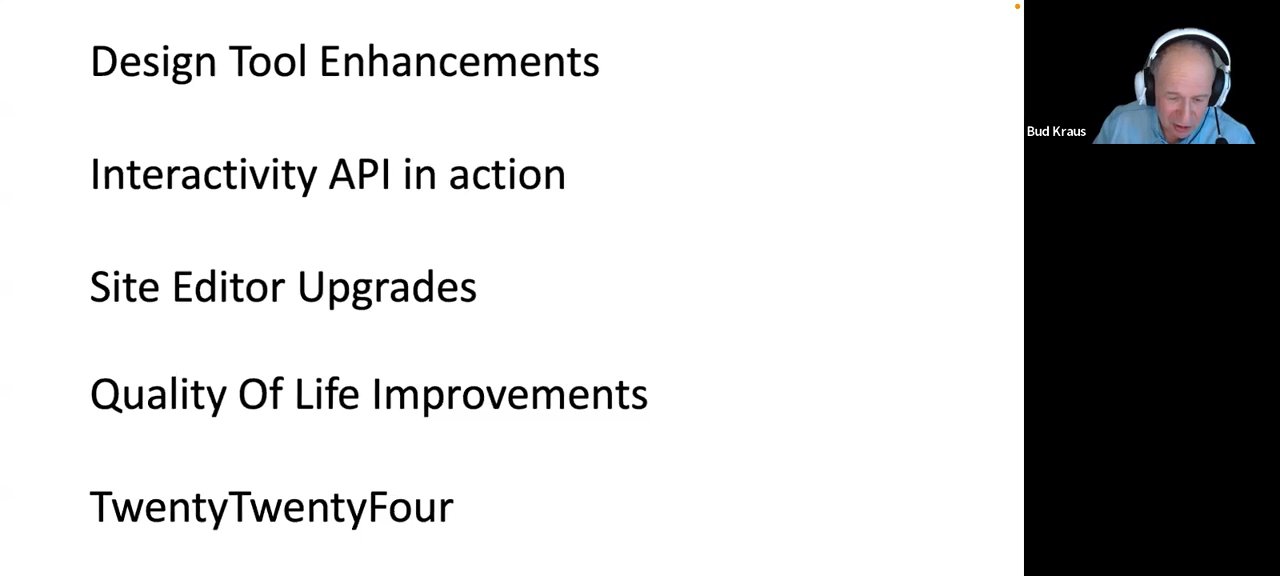 Design Tool Enhancements
Interactivity API in action
Site Editor Upgrades
Quality Of Life Improvements
TwentyTwentyFour
Bud Kraus